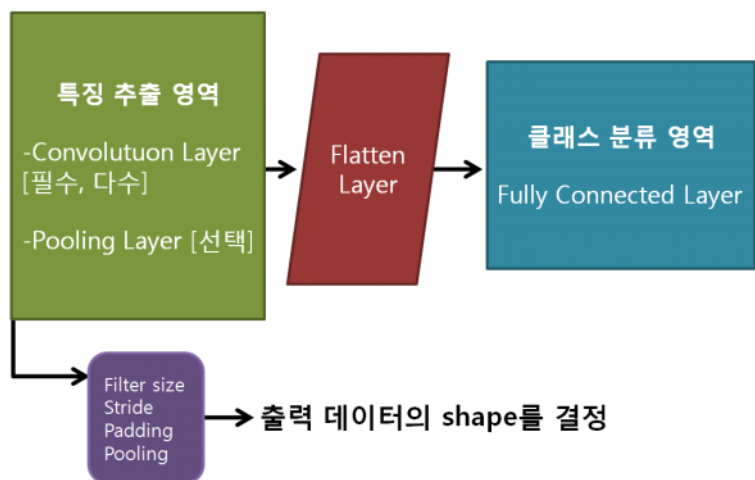 특징 추출 영역
-Convolutuon Layer
[필수, 다수]
-Pooling Layer [선택]
Flatten
Layer
클래스 분류 영역
Fully Connected Layer
Filter size
Stride
Padding
Pooling
출력 데이터의 shape를 결정